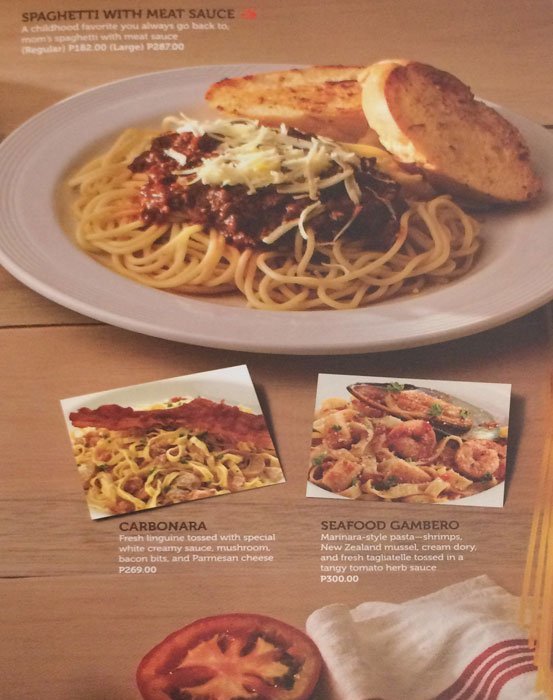 SPAGHETTI WITH MEAT SAUCE
A childhood favorite you always go back to,
mom's spaghetti with meat sauce
(Regular) P182.00 (Large) P287.00
CARBONARA
Fresh linguine tossed with special
white creamy sauce, mushroom,
bacon bits, and Parmesan cheese
P269.00
SEAFOOD GAMBERO
Marinara-style pasta—shrimps,
New Zealand mussel, cream dory,
and fresh tagliatelle tossed in a
tangy tomato herb sauce
P300.00